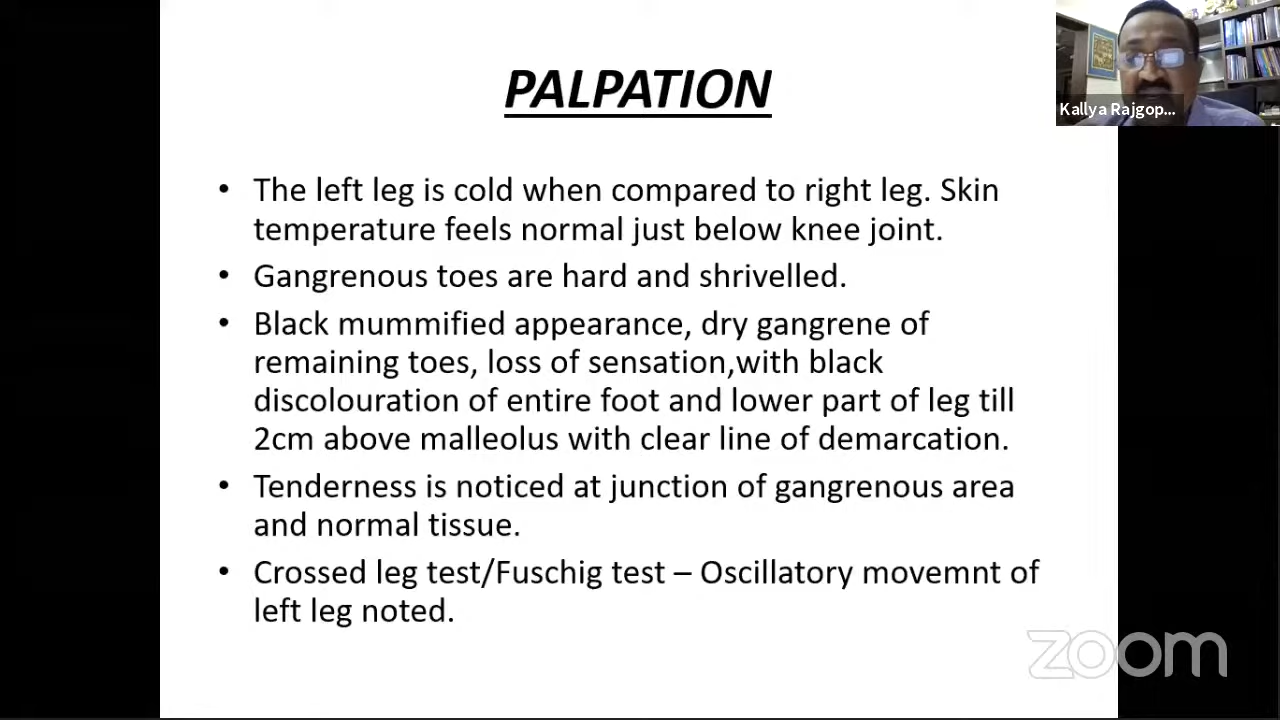 PALPATION
Kallya Rajgop...
• The left leg is cold when compared to right leg. Skin
temperature feels normal just below knee joint.
• Gangrenous toes are hard and shrivelled.
• Black mummified appearance, dry gangrene of
remaining toes, loss of sensation,with black
discolouration of entire foot and lower part of leg till
2cm above malleolus with clear line of demarcation.
• Tenderness is noticed at junction of gangrenous area
and normal tissue.
• Crossed leg test/Fuschig test – Oscillatory movemnt of
left leg noted.
zoom